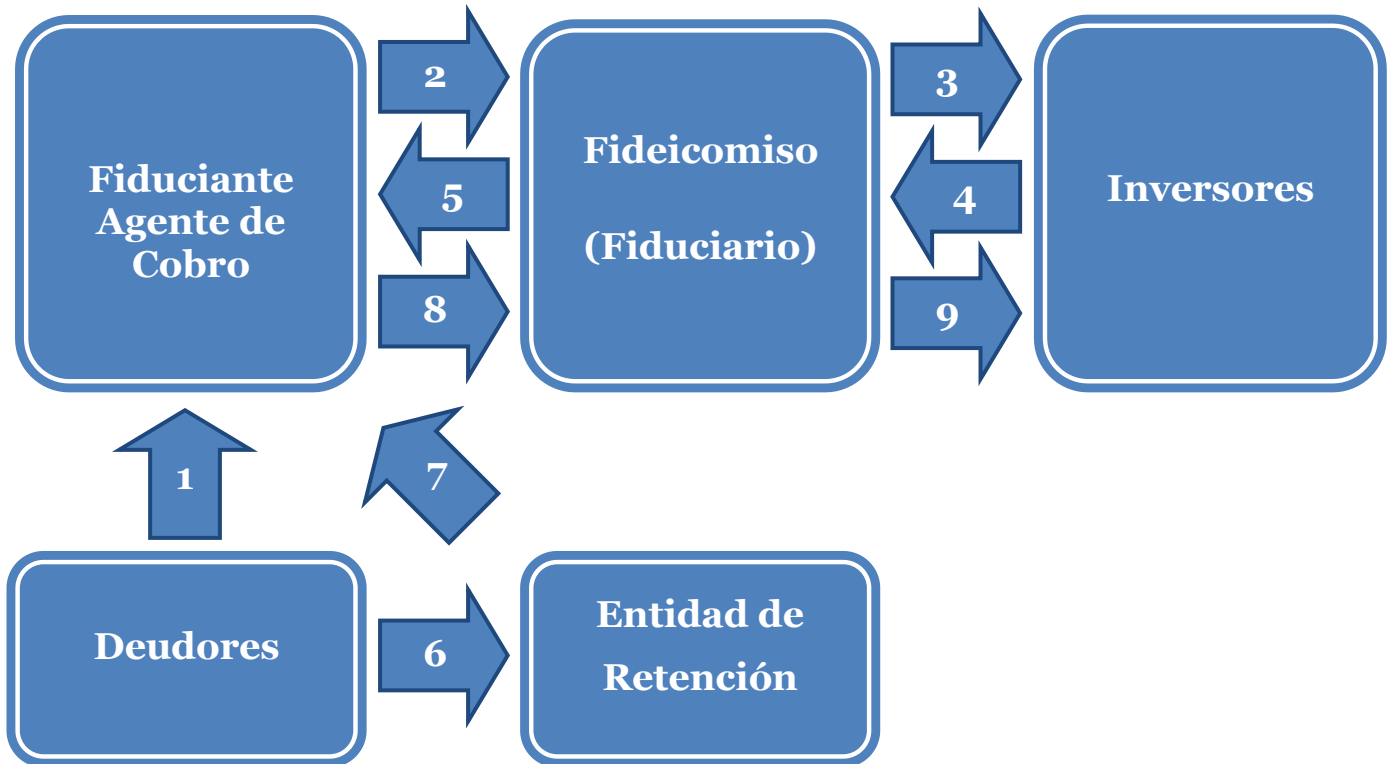 2
3
Fiduciante
Agente de
Cobro
Fideicomiso
(Fiduciario)
Inversores
5
4
8
9
1
7
Deudores
6
Entidad de
Retención